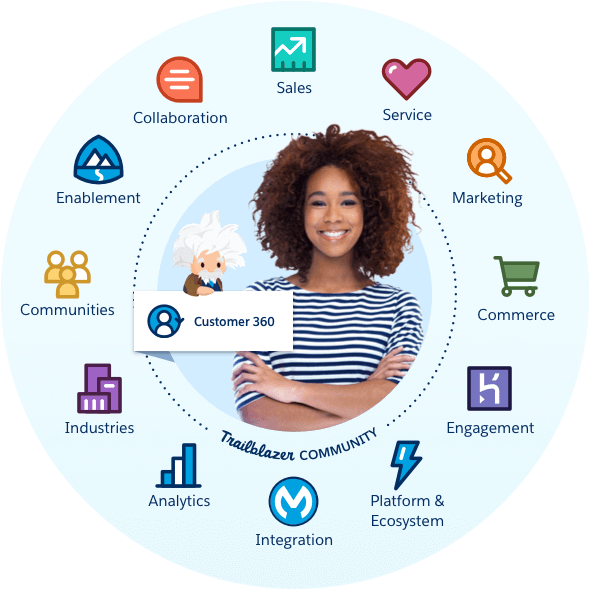 Sales
Service
Collaboration
Marketing
Enablement
Communities
Customer 360
Commerce
Industries
Engagement
Trailblazer COMMUNITY
Analytics
Platform &
Ecosystem
Integration